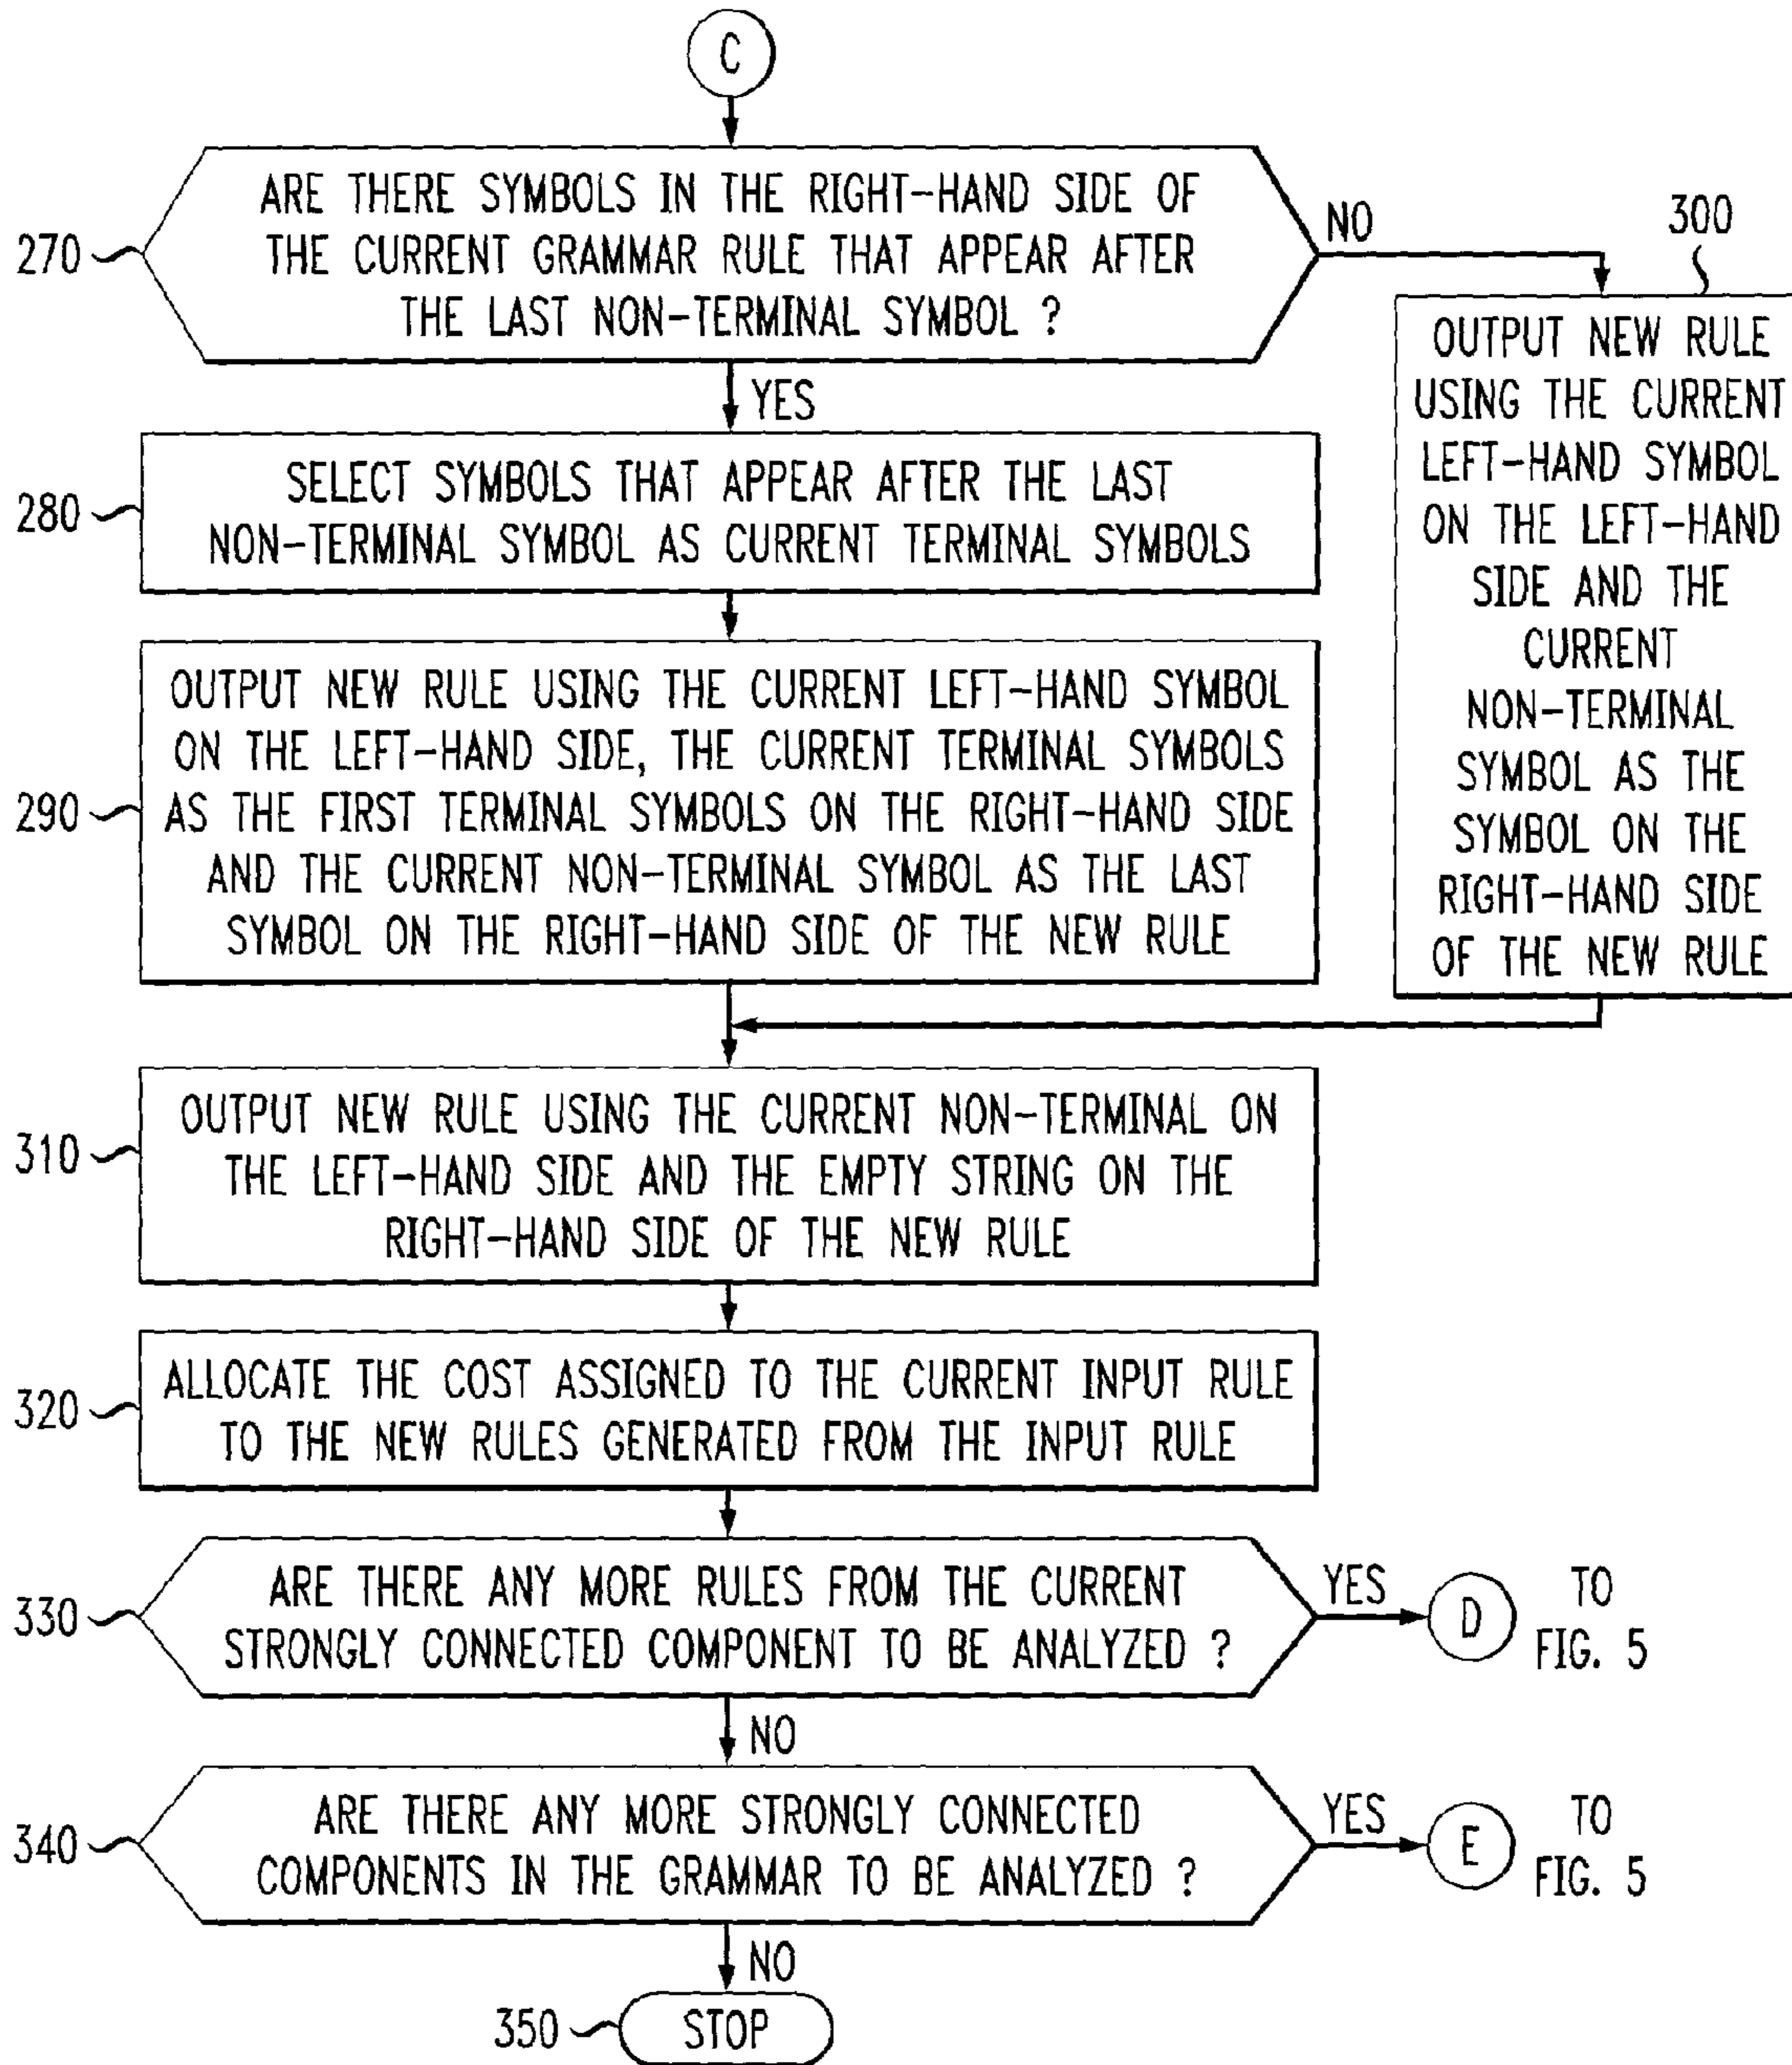 C
ARE THERE SYMBOLS IN THE RIGHT-HAND SIDE OF
THE CURRENT GRAMMAR RULE THAT APPEAR AFTER
THE LAST NON-TERMINAL SYMBOL ?
270
NO
300
YES
OUTPUT NEW RULE
USING THE CURRENT
LEFT-HAND SYMBOL
ON THE LEFT-HAND
SIDE AND THE
CURRENT
NON-TERMINAL
SYMBOL AS THE
SYMBOL ON THE
RIGHT-HAND SIDE
OF THE NEW RULE
280
SELECT SYMBOLS THAT APPEAR AFTER THE LAST
NON-TERMINAL SYMBOL AS CURRENT TERMINAL SYMBOLS
290
OUTPUT NEW RULE USING THE CURRENT LEFT-HAND SYMBOL
ON THE LEFT-HAND SIDE, THE CURRENT TERMINAL SYMBOLS
AS THE FIRST TERMINAL SYMBOLS ON THE RIGHT-HAND SIDE
AND THE CURRENT NON-TERMINAL SYMBOL AS THE LAST
SYMBOL ON THE RIGHT-HAND SIDE OF THE NEW RULE
310
OUTPUT NEW RULE USING THE CURRENT NON-TERMINAL ON
THE LEFT-HAND SIDE AND THE EMPTY STRING ON THE
RIGHT-HAND SIDE OF THE NEW RULE
320
ALLOCATE THE COST ASSIGNED TO THE CURRENT INPUT RULE
TO THE NEW RULES GENERATED FROM THE INPUT RULE
330
ARE THERE ANY MORE RULES FROM THE CURRENT
STRONGLY CONNECTED COMPONENT TO BE ANALYZED ?
YES
D
TO
FIG. 5
NO
340
ARE THERE ANY MORE STRONGLY CONNECTED
COMPONENTS IN THE GRAMMAR TO BE ANALYZED ?
YES
E
TO
FIG. 5
NO
350
STOP